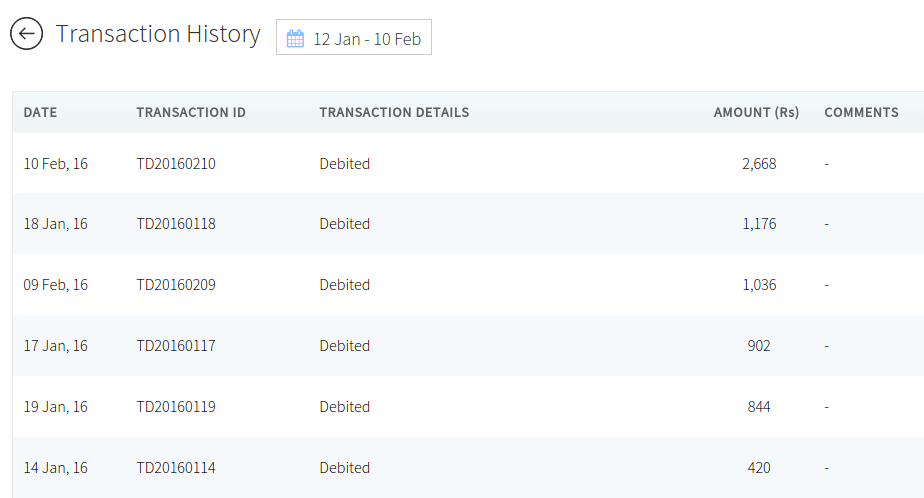 Transaction History 12 Jan - 10 Feb
DATE TRANSACTION ID TRANSACTION DETAILS AMOUNT (Rs) COMMENTS
10 Feb, 16 TD20160210 Debited 2,668 -
18 Jan, 16 TD20160118 Debited 1,176 -
09 Feb, 16 TD20160209 Debited 1,036 -
17 Jan, 16 TD20160117 Debited 902 -
19 Jan, 16 TD20160119 Debited 844 -
14 Jan, 16 TD20160114 Debited 420 -